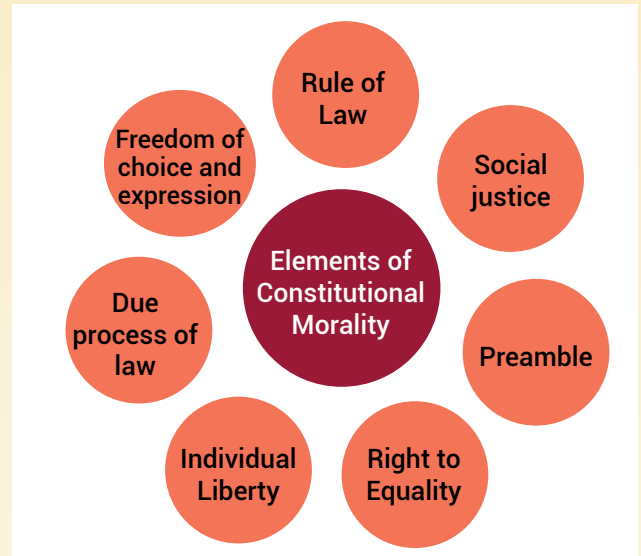 Rule of
Law
Social
justice
Preamble
Right to
Equality
Individual
Liberty
Due
process of
law
Freedom of
choice and
expression
Elements of
Constitutional
Morality